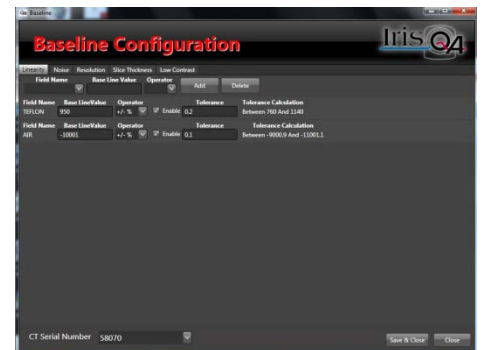 Baseline
Baseline Configuration
Iris QA
Linearity Noise Resolution Slice Thickness Low Contrast
Field Name Base Line Value Operator
Add Delete
Field Name Base LineValue Operator Tolerance Tolerance Calculation
TEFLON 950 +/- % Enable 0.2 Between 760 And 1140
Field Name Base LineValue Operator Tolerance Tolerance Calculation
AIR -10001 +/- % Enable 0.1 Between -9000.9 And -11001.1
CT Serial Number 58070
Save & Close Close